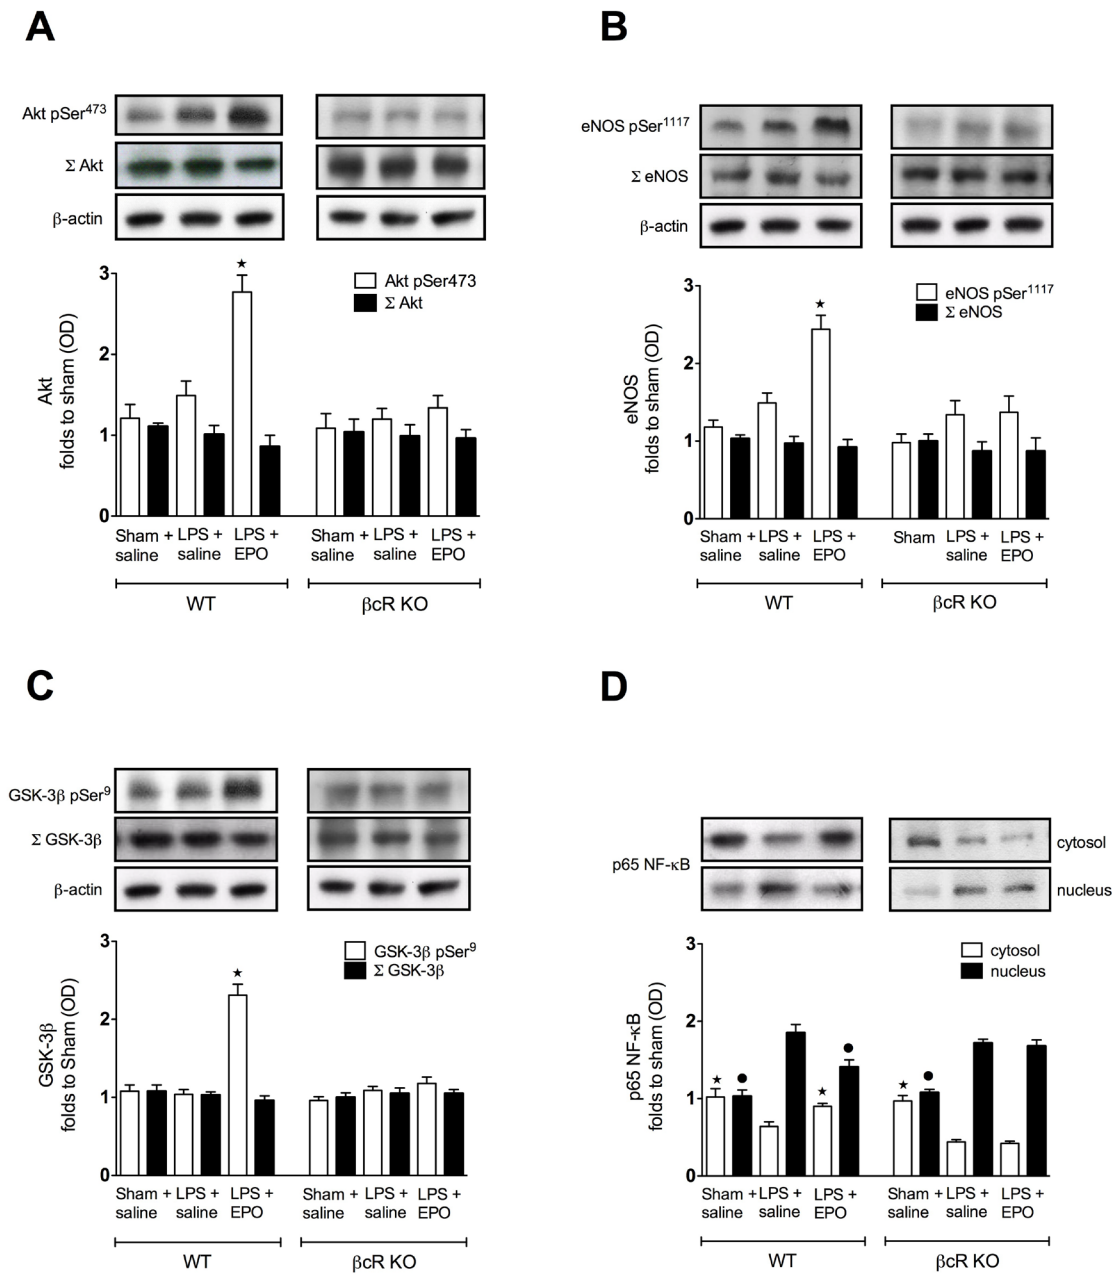 A
Akt pSer473
Σ Akt
β-actin
3
2
1
0
Akt
folds to sham (OD)
★
Akt pSer473
Σ Akt
Sham + LPS + LPS +
saline saline EPO
Sham + LPS + LPS +
saline saline EPO
WT
βcR KO
B
eNOS pSer1117
Σ eNOS
β-actin
3
2
1
0
eNOS
folds to sham (OD)
★
eNOS pSer1117
Σ eNOS
Sham + LPS + LPS +
saline saline EPO
Sham LPS + LPS +
saline EPO
WT
βcR KO
C
GSK-3β pSer9
Σ GSK-3β
β-actin
3
2
1
0
GSK-3β
folds to Sham (OD)
★
GSK-3β pSer9
Σ GSK-3β
Sham + LPS + LPS +
saline saline EPO
Sham + LPS + LPS +
saline saline EPO
WT
βcR KO
D
p65 NF-κB
cytosol
nucleus
3
2
1
0
p65 NF-κB
folds to sham (OD)
cytosol
nucleus
★ ● ★ ● ★ ●
Sham + LPS + LPS +
saline saline EPO
Sham + LPS + LPS +
saline saline EPO
WT
βcR KO